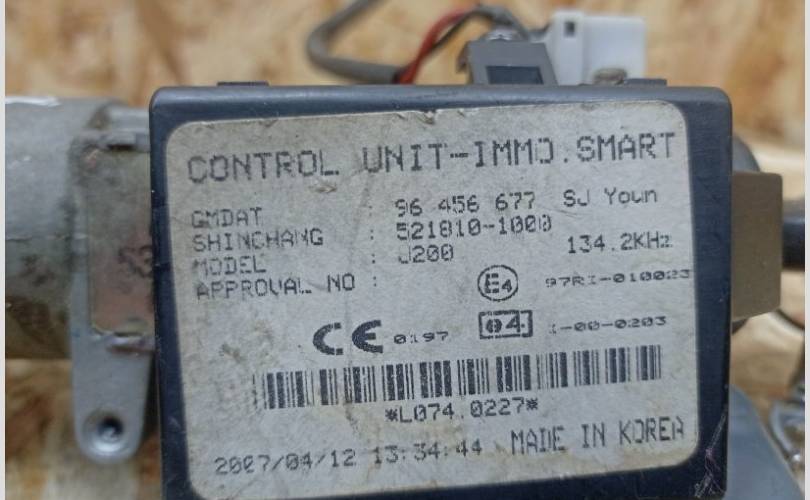 CONTROL UNIT-IMMO.SMART
GMDAT : 96 456 677 SJ Youn
SHINCHANG : 521810-1000
MODEL : J200 134.2KHz
APPROVAL NO : E4 97RI-010023
CE 0197 e4 I-00-0203
*L074.0227*
2007/04/12 13:34:44 MADE IN KOREA